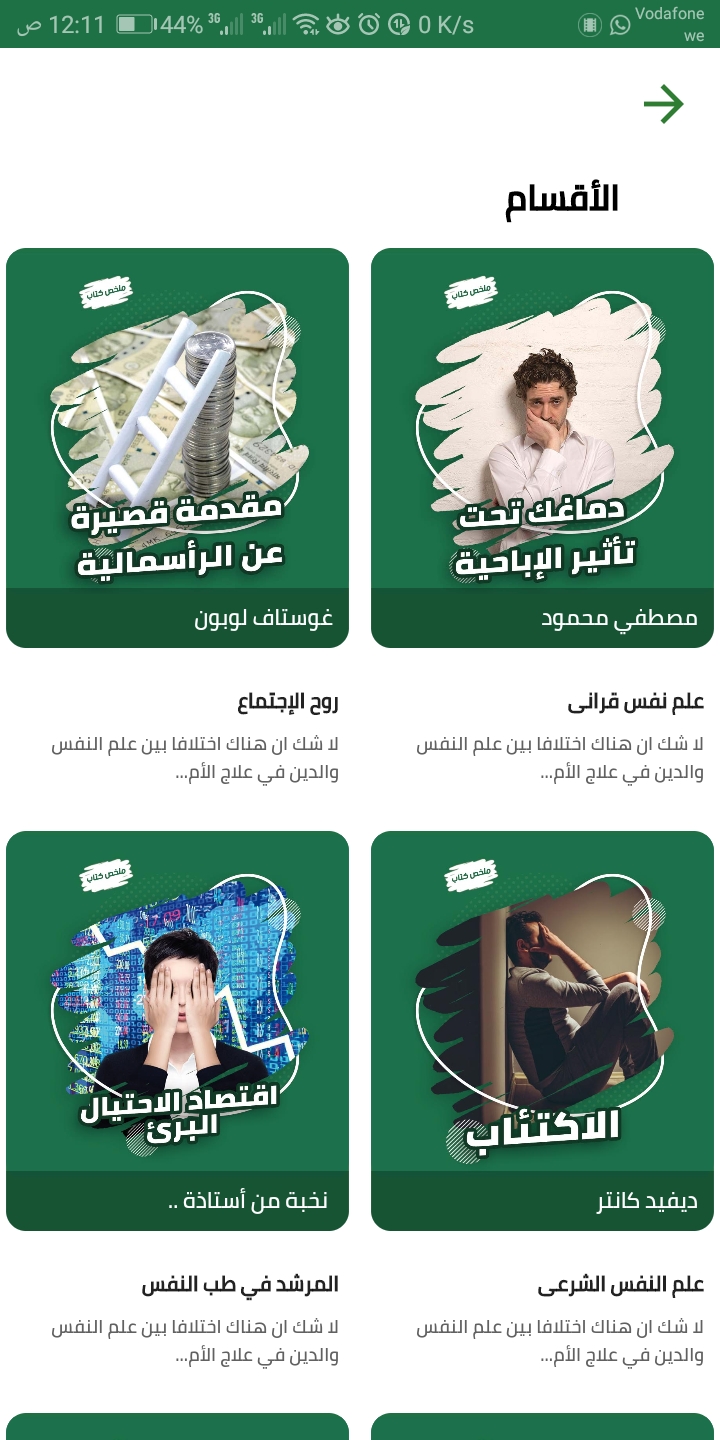 12:11 ص
44%
3G
3G
0 K/s
Vodafone
we
الأقسام
ملخص كتاب
دماغك تحت
تأثير الإباحية
مصطفي محمود
علم نفس قرانى
لا شك ان هناك اختلافا بين علم النفس
والدين في علاج الأم...
ملخص كتاب
مقدمة قصيرة
عن الرأسمالية
غوستاف لوبون
روح الإجتماع
لا شك ان هناك اختلافا بين علم النفس
والدين في علاج الأم...
ملخص كتاب
الاكتئاب
ديفيد كانتر
علم النفس الشرعى
لا شك ان هناك اختلافا بين علم النفس
والدين في علاج الأم...
ملخص كتاب
17.09
اقتصاد الاحتيال
البرئ
نخبة من أستاذة ..
المرشد في طب النفس
لا شك ان هناك اختلافا بين علم النفس
والدين في علاج الأم...